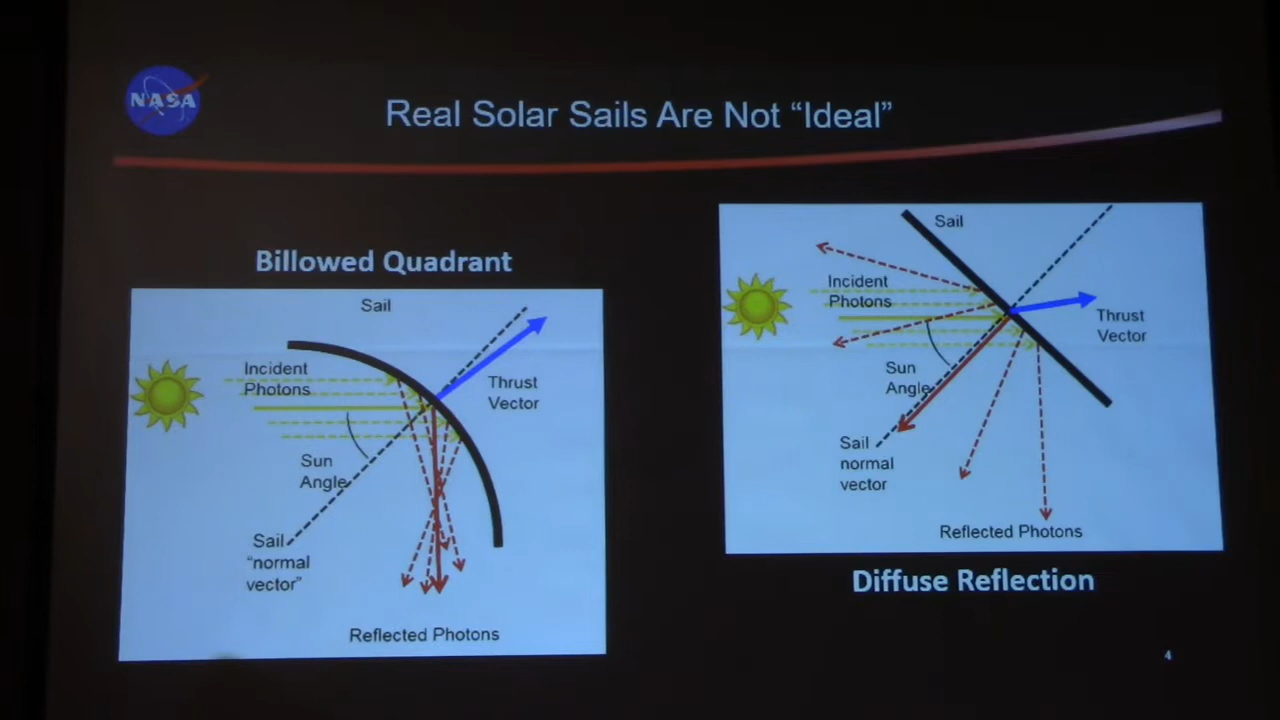 NASA
Real Solar Sails Are Not “Ideal”
Billowed Quadrant
Sail
Incident
Photons
Thrust
Vector
Sun
Angle
Sail
“normal
vector”
Reflected Photons
Sail
Incident
Photons
Thrust
Vector
Sun
Angle
Sail
normal
vector
Reflected Photons
Diffuse Reflection
4